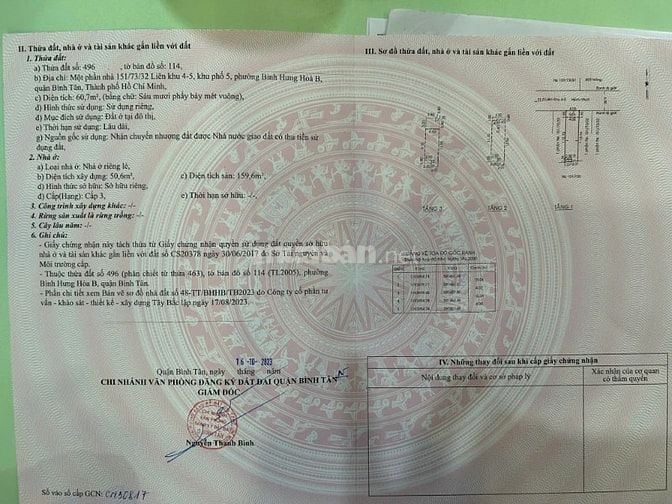 II. Thửa đất, nhà ở và tài sản khác gắn liền với đất
1. Thửa đất:
a) Thửa đất số: 496 , tờ bản đồ số: 114,
b) Địa chỉ: Một phần nhà 151/73/32 Liên khu 4-5, khu phố 5, phường Bình Hưng Hoà B,
quận Bình Tân, Thành phố Hồ Chí Minh,
c) Diện tích: 60,7m², (bằng chữ: Sáu mươi phẩy bảy mét vuông),
d) Hình thức sử dụng: Sử dụng riêng,
đ) Mục đích sử dụng: Đất ở tại đô thị,
e) Thời hạn sử dụng: Lâu dài,
g) Nguồn gốc sử dụng: Nhận chuyển nhượng đất được Nhà nước giao đất có thu tiền sử
dụng đất,
2. Nhà ở:
a) Loại nhà ở: Nhà ở riêng lẻ,
b) Diện tích xây dựng: 50,6m², c) Diện tích sàn: 159,6m²,
d) Hình thức sở hữu: Sở hữu riêng,
đ) Cấp(Hạng): Cấp 3, e) Thời hạn sở hữu: -/-,
3. Công trình xây dựng khác: -/-
4. Rừng sản xuất là rừng trồng: -/-
5. Cây lâu năm: -/-
6. Ghi chú:
- Giấy chứng nhận này tách thửa từ Giấy chứng nhận quyền sử dụng đất quyền sở hữu
nhà ở và tài sản khác gắn liền với đất số CS20378 ngày 30/06/2017 do Sở Tài nguyên và
Môi trường cấp.
- Thuộc thửa đất số 496 (phân chiết từ thửa 463), tờ bản đồ số 114 (TL2005), phường
Bình Hưng Hòa B, quận Bình Tân.
- Phần chi tiết xem Bản vẽ sơ đồ nhà đất số 48-TT/BHHB/TB2023 do Công ty cổ phần tư
vấn - khảo sát - thiết kế - xây dựng Tây Bắc lập ngày 17/08/2023.
16-10-2023
Quận Bình Tân, ngày tháng năm
CHI NHÁNH VĂN PHÒNG ĐĂNG KÝ ĐẤT ĐAI QUẬN BÌNH TÂN
GIÁM ĐỐC
Nguyễn Thanh Bình
Số vào sổ cấp GCN: CN30817
III. Sơ đồ thửa đất, nhà ở và tài sản khác gắn liền với đất
TẦNG 3
TẦNG 2
TẦNG 1
IV. Những thay đổi sau khi cấp giấy chứng nhận
Nội dung thay đổi và cơ sở pháp lý
Xác nhận của cơ quan
có thẩm quyền